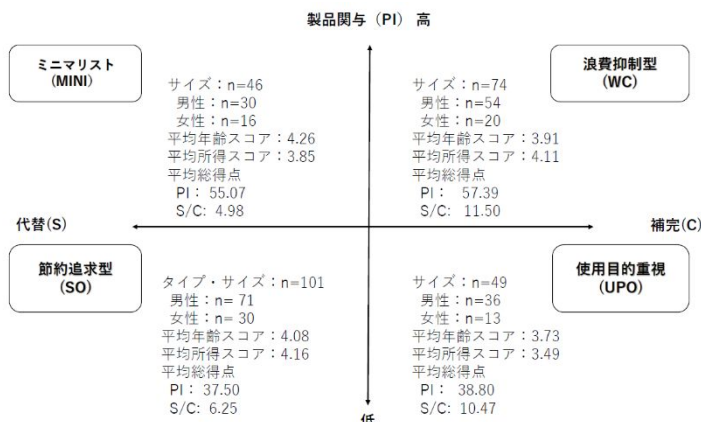 製品関与（PI）高
ミニマリスト
(MINI)
サイズ：n=46
男性：n=30
女性：n=16
平均年齢スコア：4.26
平均所得スコア：3.85
平均総得点
PI： 55.07
S/C: 4.98
サイズ：n=74
男性：n=54
女性：n=20
平均年齢スコア：3.91
平均所得スコア：4.11
平均総得点
PI： 57.39
S/C: 11.50
浪費抑制型
(WC)
代替(S)
補完(C)
節約追求型
(SO)
タイプ・サイズ：n=101
男性：n= 71
女性：n= 30
平均年齢スコア：4.08
平均所得スコア：4.16
平均総得点
PI： 37.50
S/C: 6.25
サイズ：n=49
男性：n=36
女性：n=13
平均年齢スコア：3.73
平均所得スコア：3.49
平均総得点
PI： 38.80
S/C: 10.47
使用目的重視
(UPO)
低